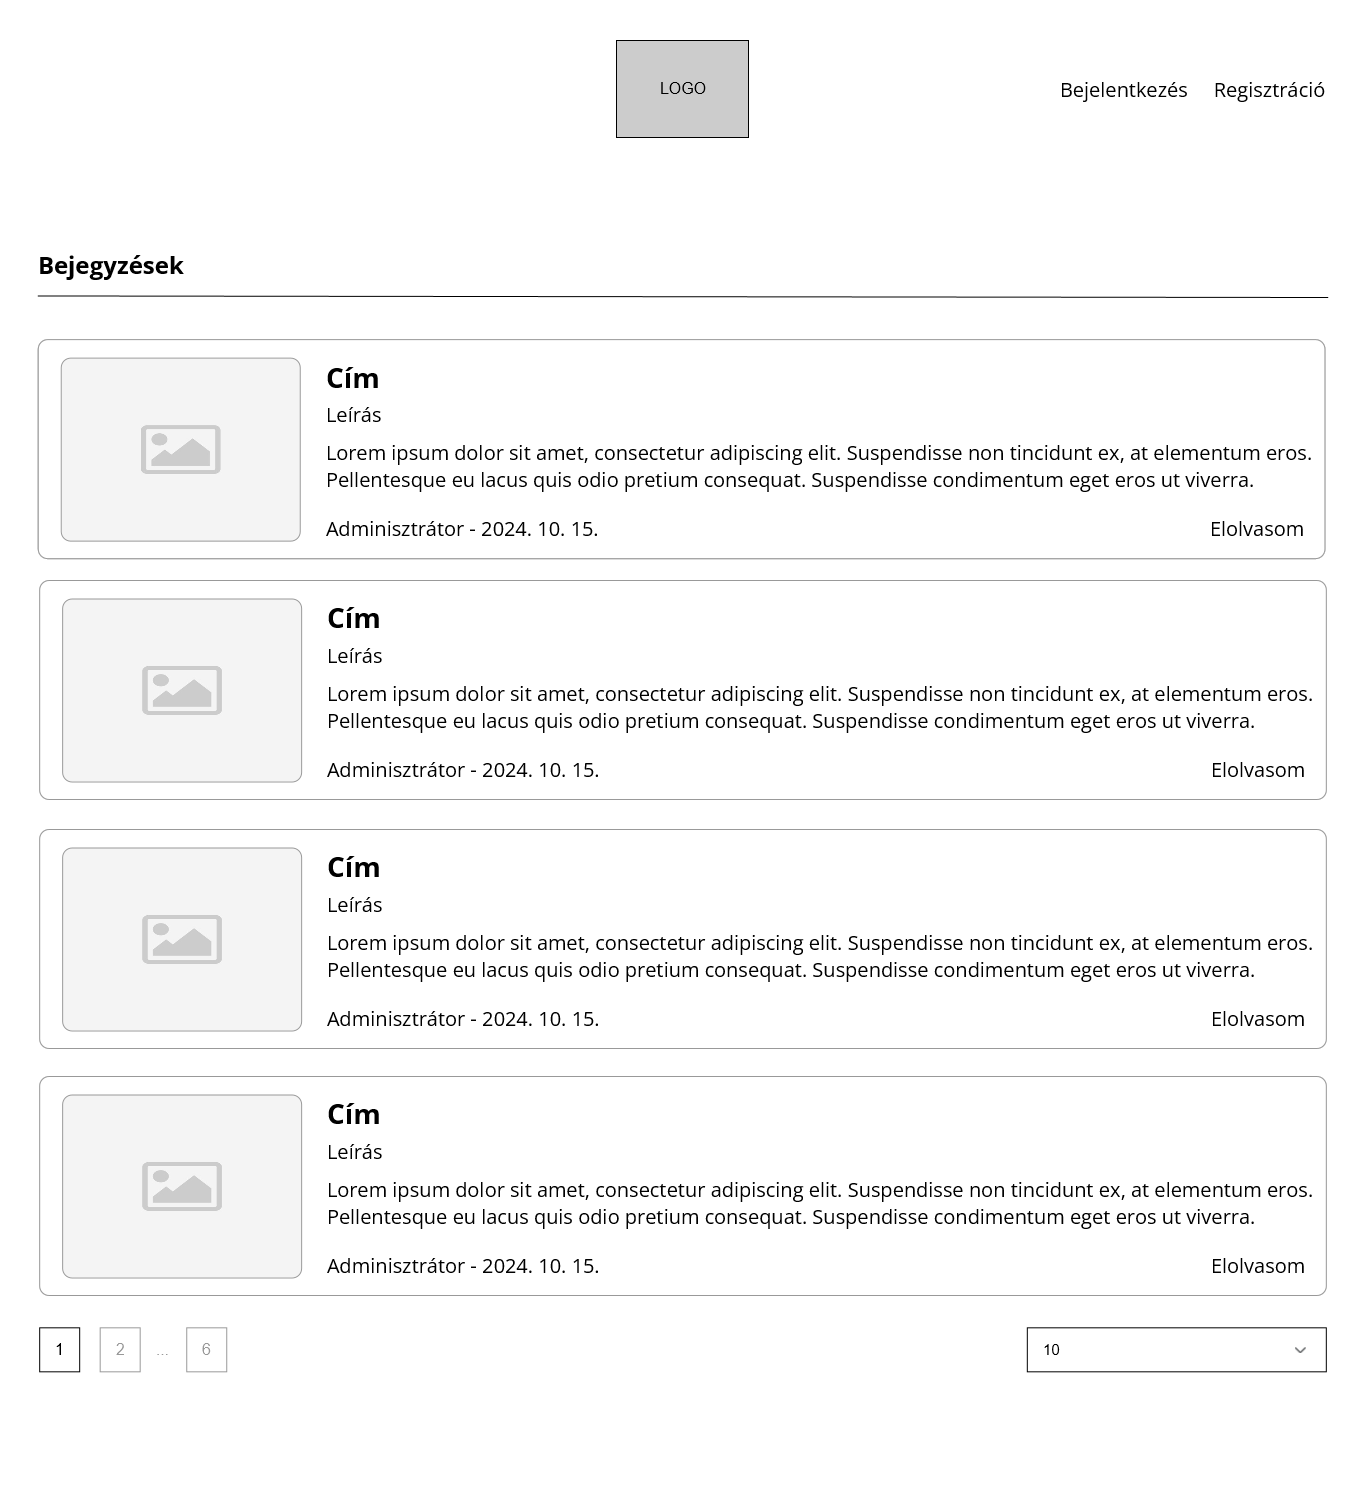 LOGO
Bejelentkezés Regisztráció
Bejegyzések
Cím
Leírás
Lorem ipsum dolor sit amet, consectetur adipiscing elit. Suspendisse non tincidunt ex, at elementum eros.
Pellentesque eu lacus quis odio pretium consequat. Suspendisse condimentum eget eros ut viverra.
Adminisztrátor - 2024. 10. 15. Elolvasom
Cím
Leírás
Lorem ipsum dolor sit amet, consectetur adipiscing elit. Suspendisse non tincidunt ex, at elementum eros.
Pellentesque eu lacus quis odio pretium consequat. Suspendisse condimentum eget eros ut viverra.
Adminisztrátor - 2024. 10. 15. Elolvasom
Cím
Leírás
Lorem ipsum dolor sit amet, consectetur adipiscing elit. Suspendisse non tincidunt ex, at elementum eros.
Pellentesque eu lacus quis odio pretium consequat. Suspendisse condimentum eget eros ut viverra.
Adminisztrátor - 2024. 10. 15. Elolvasom
Cím
Leírás
Lorem ipsum dolor sit amet, consectetur adipiscing elit. Suspendisse non tincidunt ex, at elementum eros.
Pellentesque eu lacus quis odio pretium consequat. Suspendisse condimentum eget eros ut viverra.
Adminisztrátor - 2024. 10. 15. Elolvasom
1 2 ... 6 10